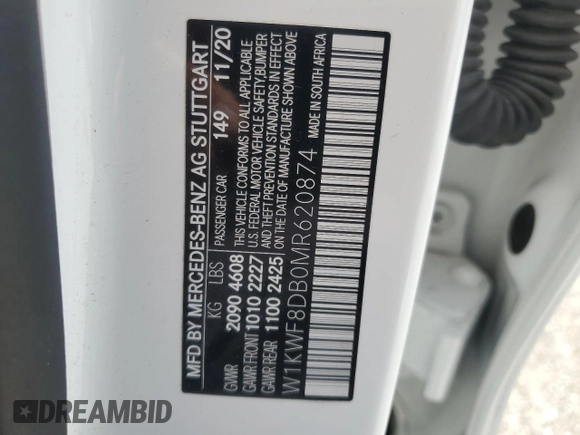 MFD BY MERCEDES-BENZ AG STUTTGART
PASSENGER CAR 149 11/20
KG LBS
GVWR 2090 4608
GAWR FRONT 1010 2227
GAWR REAR 1100 2425
THIS VEHICLE CONFORMS TO ALL APPLICABLE
U.S. FEDERAL MOTOR VEHICLE SAFETY, BUMPER
AND THEFT PREVENTION STANDARDS IN EFFECT
ON THE DATE OF MANUFACTURE SHOWN ABOVE
W1KWF8DB0MR620874 MADE IN SOUTH AFRICA
DREAMBID